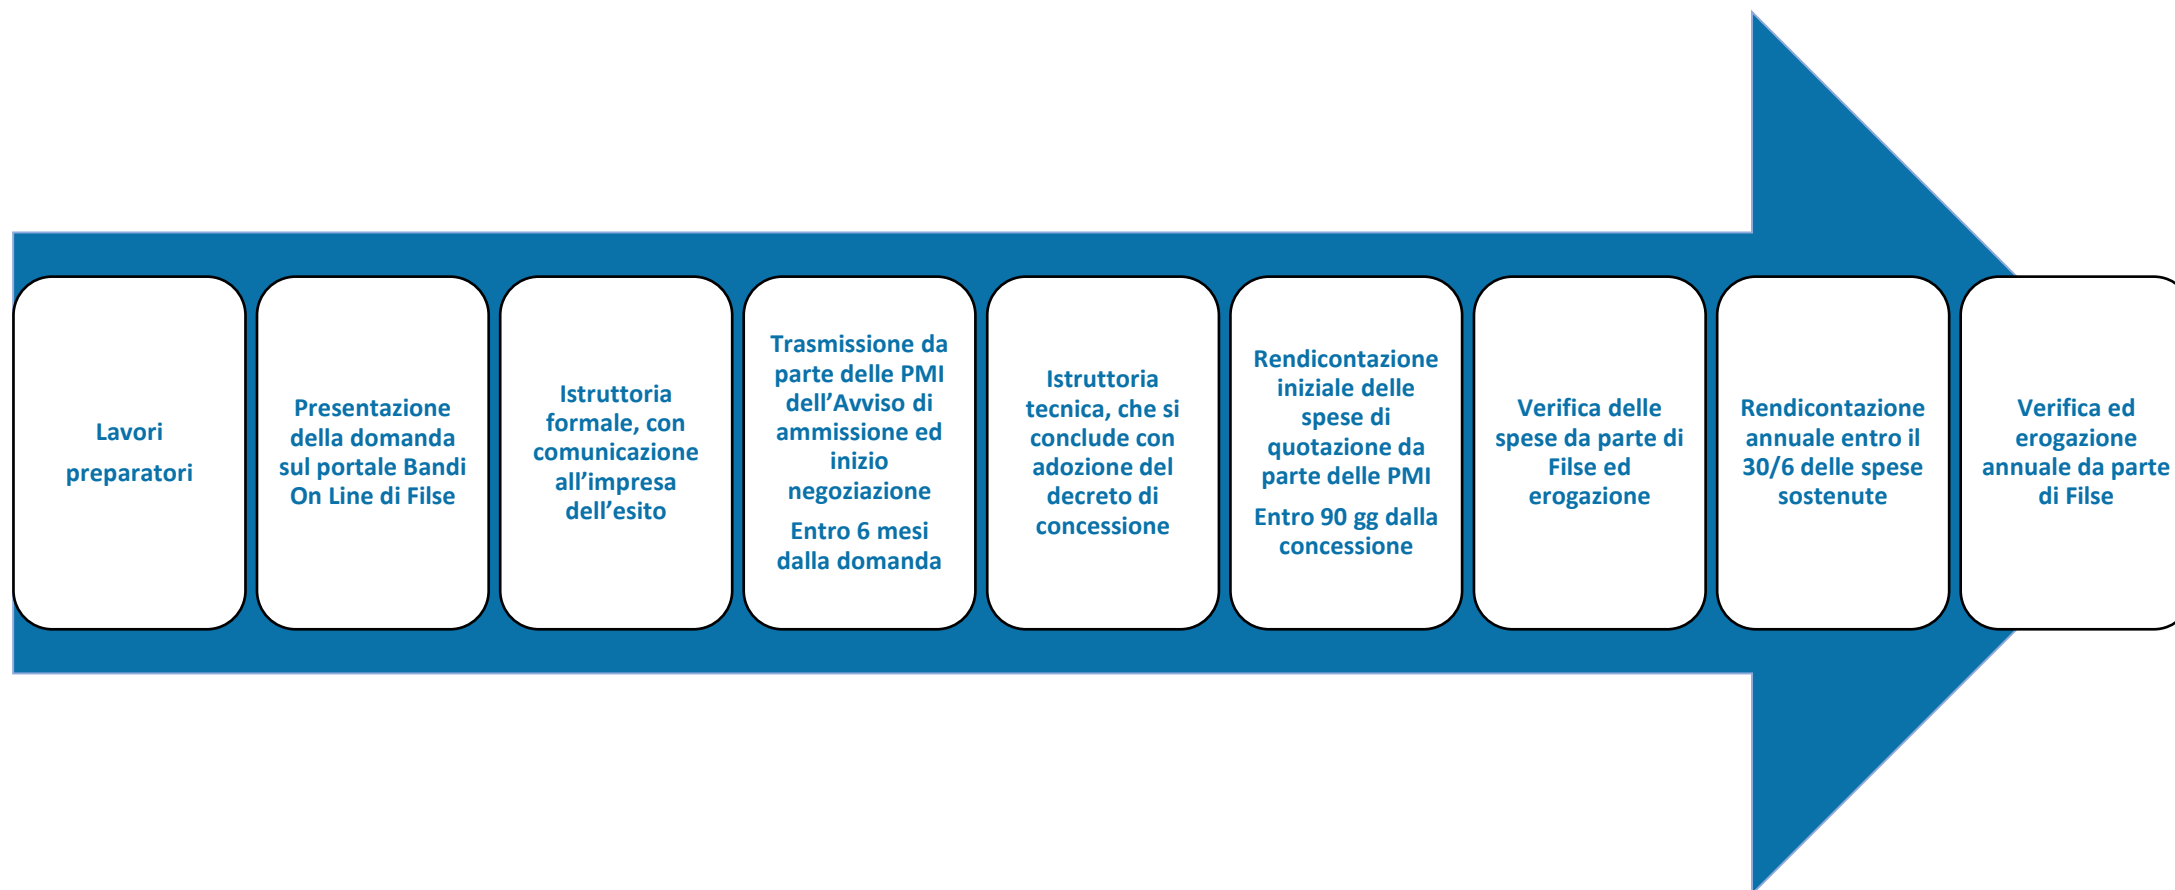 Lavori
preparatori
Presentazione
della domanda
sul portale Bandi
On Line di Filse
Istruttoria
formale, con
comunicazione
all’impresa
dell’esito
Trasmissione da
parte delle PMI
dell’Avviso di
ammissione ed
inizio
negoziazione
Entro 6 mesi
dalla domanda
Istruttoria
tecnica, che si
conclude con
adozione del
decreto di
concessione
Rendicontazione
iniziale delle
spese di
quotazione da
parte delle PMI
Entro 90 gg dalla
concessione
Verifica delle
spese da parte di
Filse ed
erogazione
Rendicontazione
annuale entro il
30/6 delle spese
sostenute
Verifica ed
erogazione
annuale da parte
di Filse